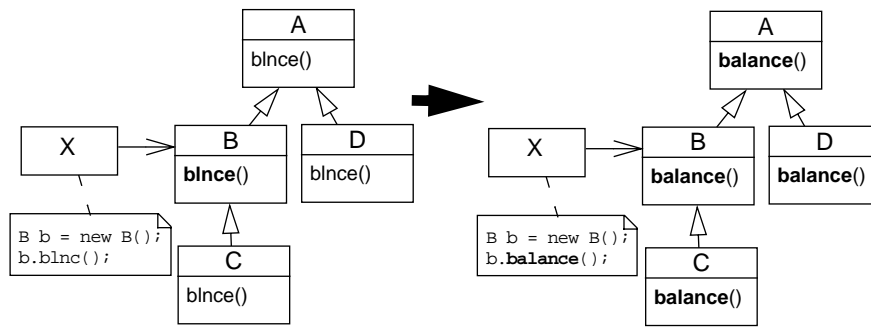 A
blnce()
B
blnce()
D
blnce()
X
B b = new B();
b.blnc();
C
blnce()
A
balance()
B
balance()
D
balance()
X
B b = new B();
b.balance();
C
balance()